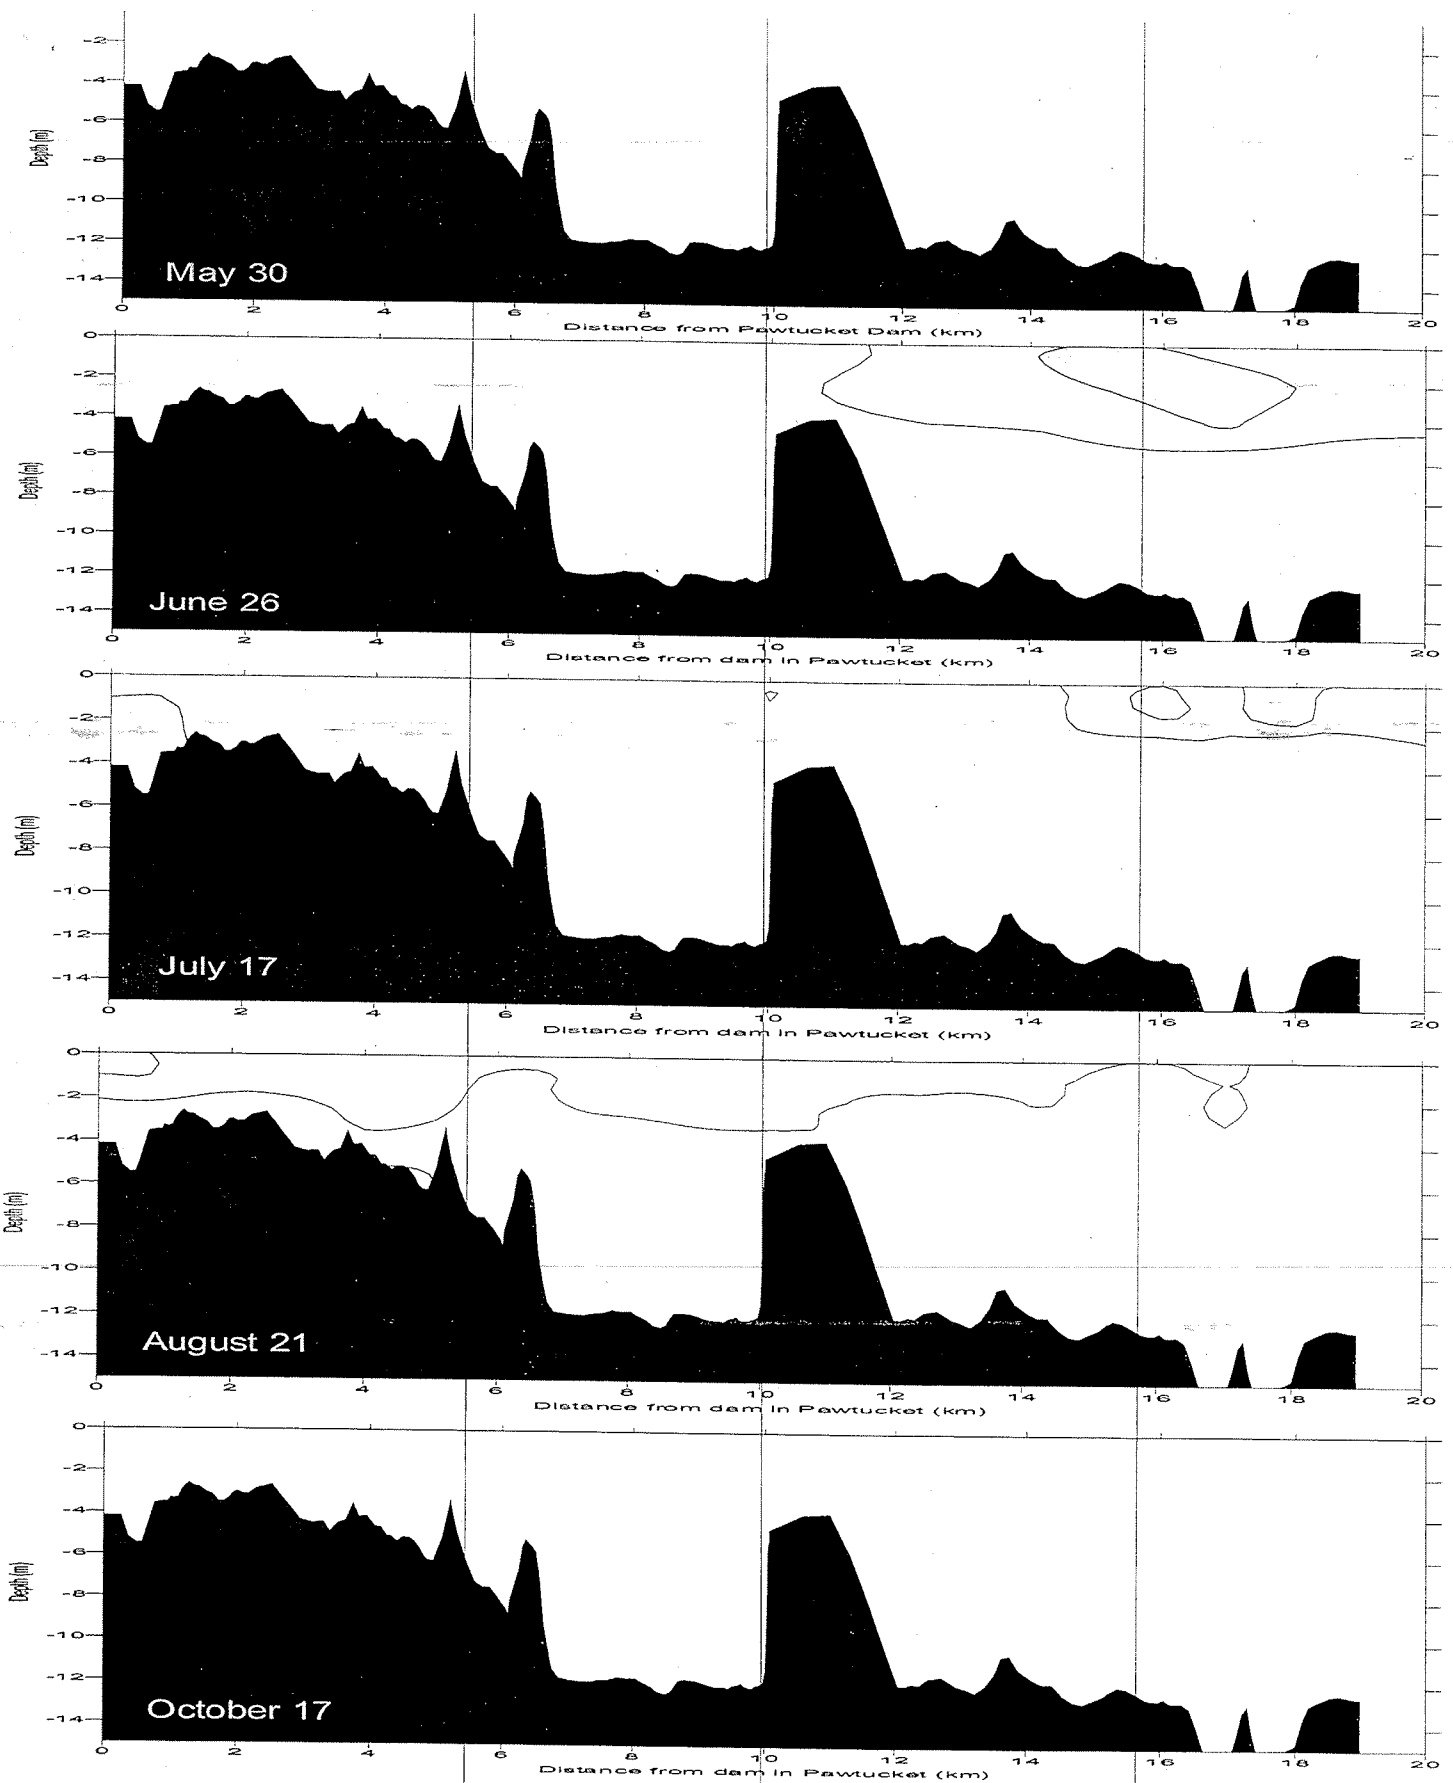 -2
-4
-6
-8
-10
-12
-14
Depth (m)
May 30
0 2 4 6 8 10 12 14 16 18 20
Distance from Pawtucket Dam (km)
0
-2
-4
-6
-8
-10
-12
-14
Depth (m)
June 26
0 2 4 6 8 10 12 14 16 18 20
Distance from dam in Pawtucket (km)
0
-2
-4
-6
-8
-10
-12
-14
Depth (m)
July 17
0 2 4 6 8 10 12 14 16 18 20
Distance from dam in Pawtucket (km)
0
-2
-4
-6
-8
-10
-12
-14
Depth (m)
August 21
0 2 4 6 8 10 12 14 16 18 20
Distance from dam in Pawtucket (km)
0
-2
-4
-6
-8
-10
-12
-14
Depth (m)
October 17
0 2 4 6 8 10 12 14 16 18 20
Distance from dam in Pawtucket (km)